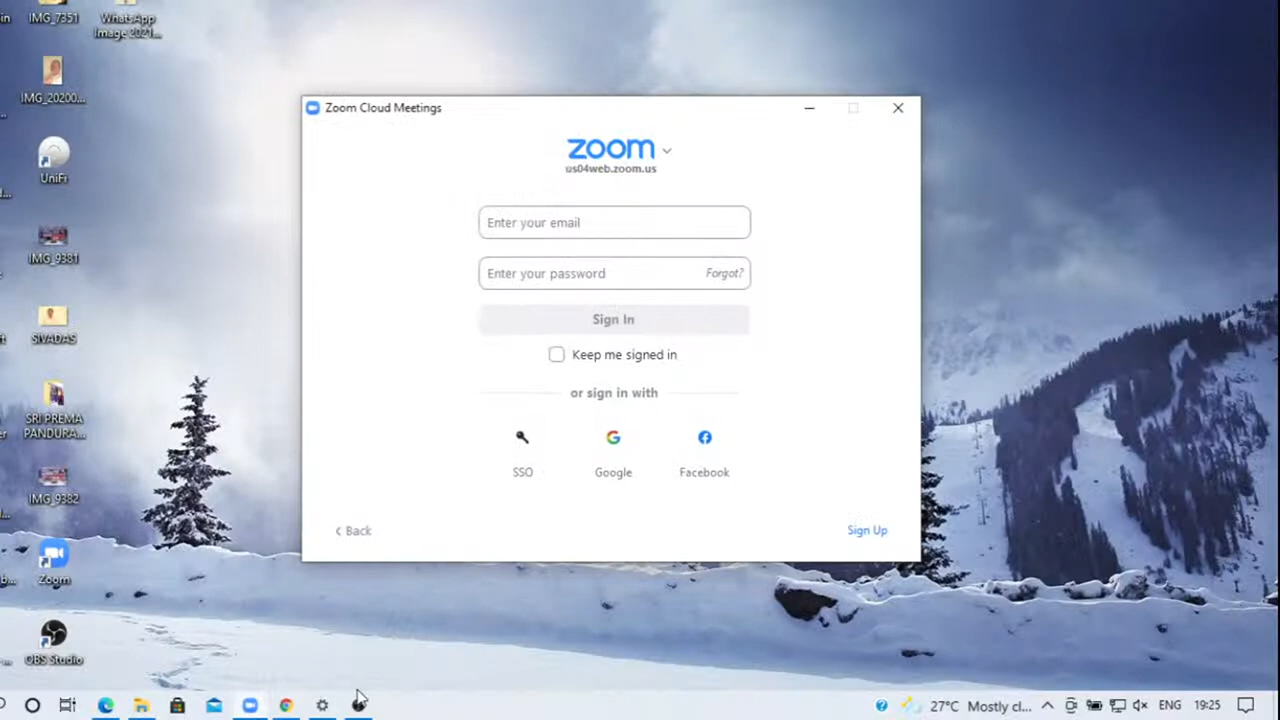 IMG_7351
WhatsApp
Image 2021...
IMG_20200...
UniFi
IMG_9381
SIVADAS
SRI PREMA
PANDURA...
IMG_9382
Zoom
OBS Studio
Zoom Cloud Meetings
zoom
us04web.zoom.us
Enter your email
Enter your password
Forgot?
Sign In
Keep me signed in
or sign in with
SSO
Google
Facebook
Back
Sign Up
27°C Mostly cl...
ENG
19:25